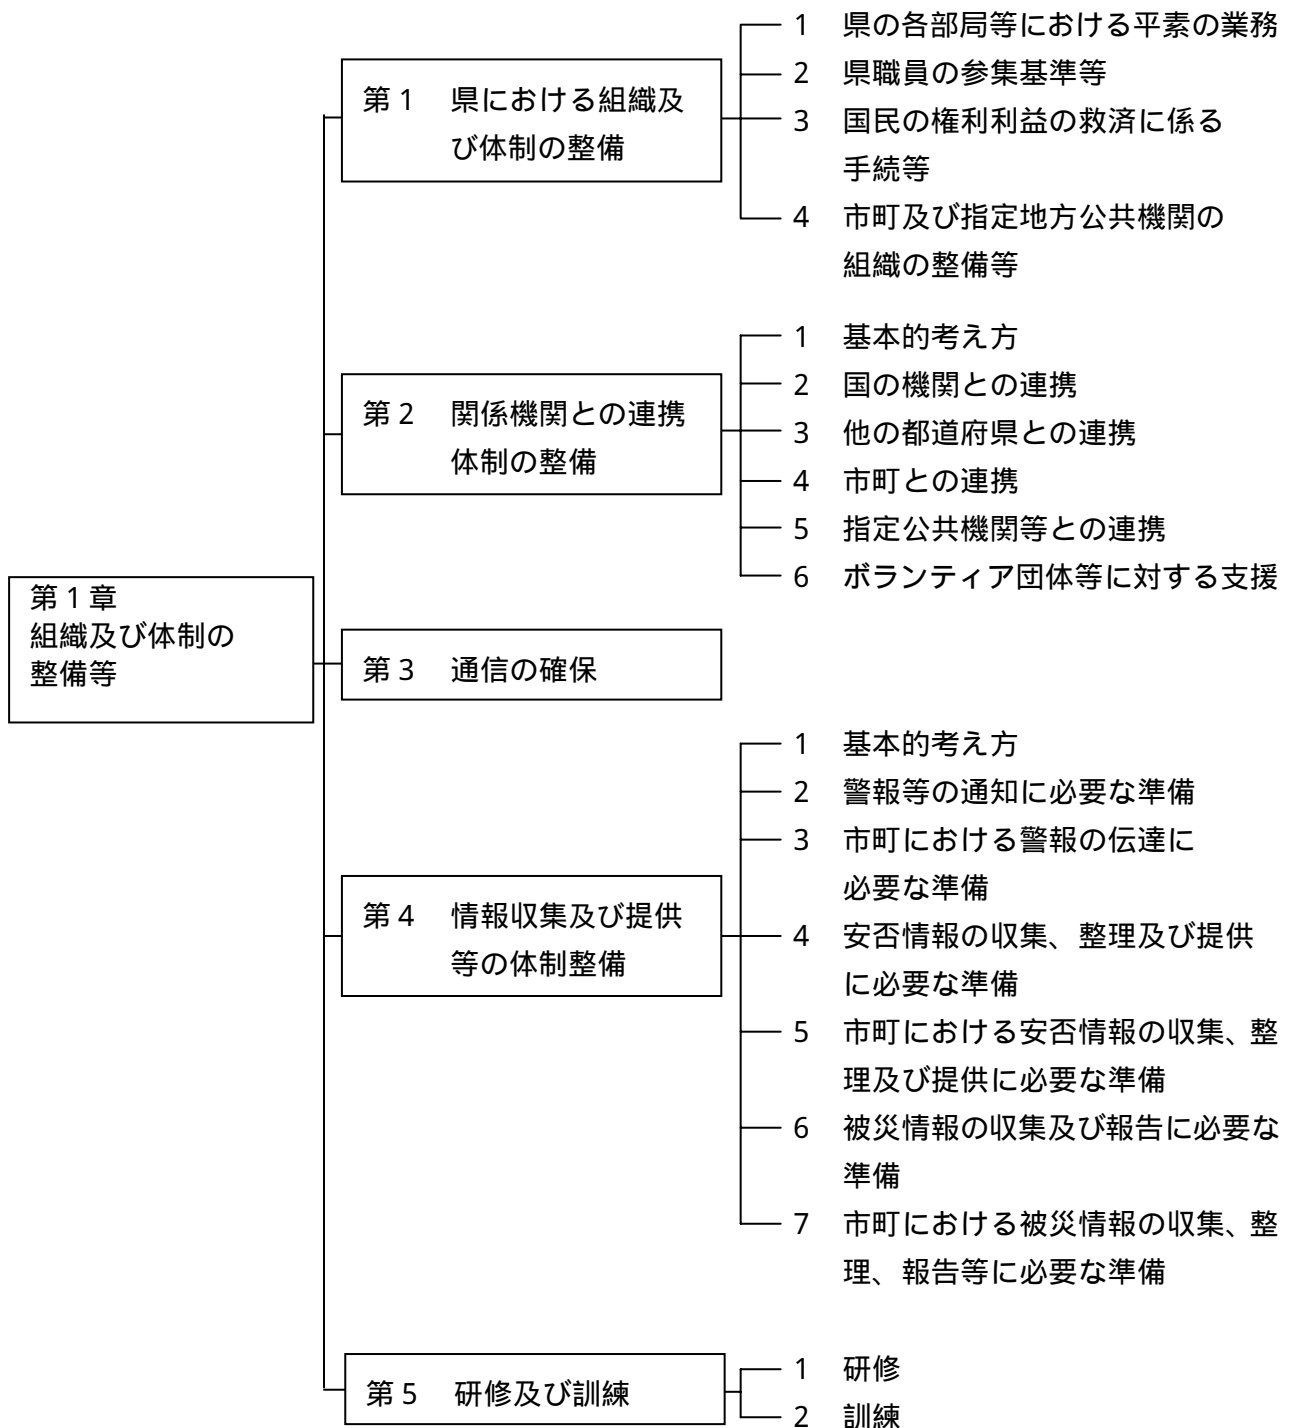 第1章
組織及び体制の
整備等
第1 県における組織及
び体制の整備
1 県の各部局等における平素の業務
2 県職員の参集基準等
3 国民の権利利益の救済に係る
手続等
4 市町及び指定地方公共機関の
組織の整備等
第2 関係機関との連携
体制の整備
1 基本的考え方
2 国の機関との連携
3 他の都道府県との連携
4 市町との連携
5 指定公共機関等との連携
6 ボランティア団体等に対する支援
第3 通信の確保
第4 情報収集及び提供
等の体制整備
1 基本的考え方
2 警報等の通知に必要な準備
3 市町における警報の伝達に
必要な準備
4 安否情報の収集、整理及び提供
に必要な準備
5 市町における安否情報の収集、整
理及び提供に必要な準備
6 被災情報の収集及び報告に必要な
準備
7 市町における被災情報の収集、整
理、報告等に必要な準備
第5 研修及び訓練
1 研修
2 訓練